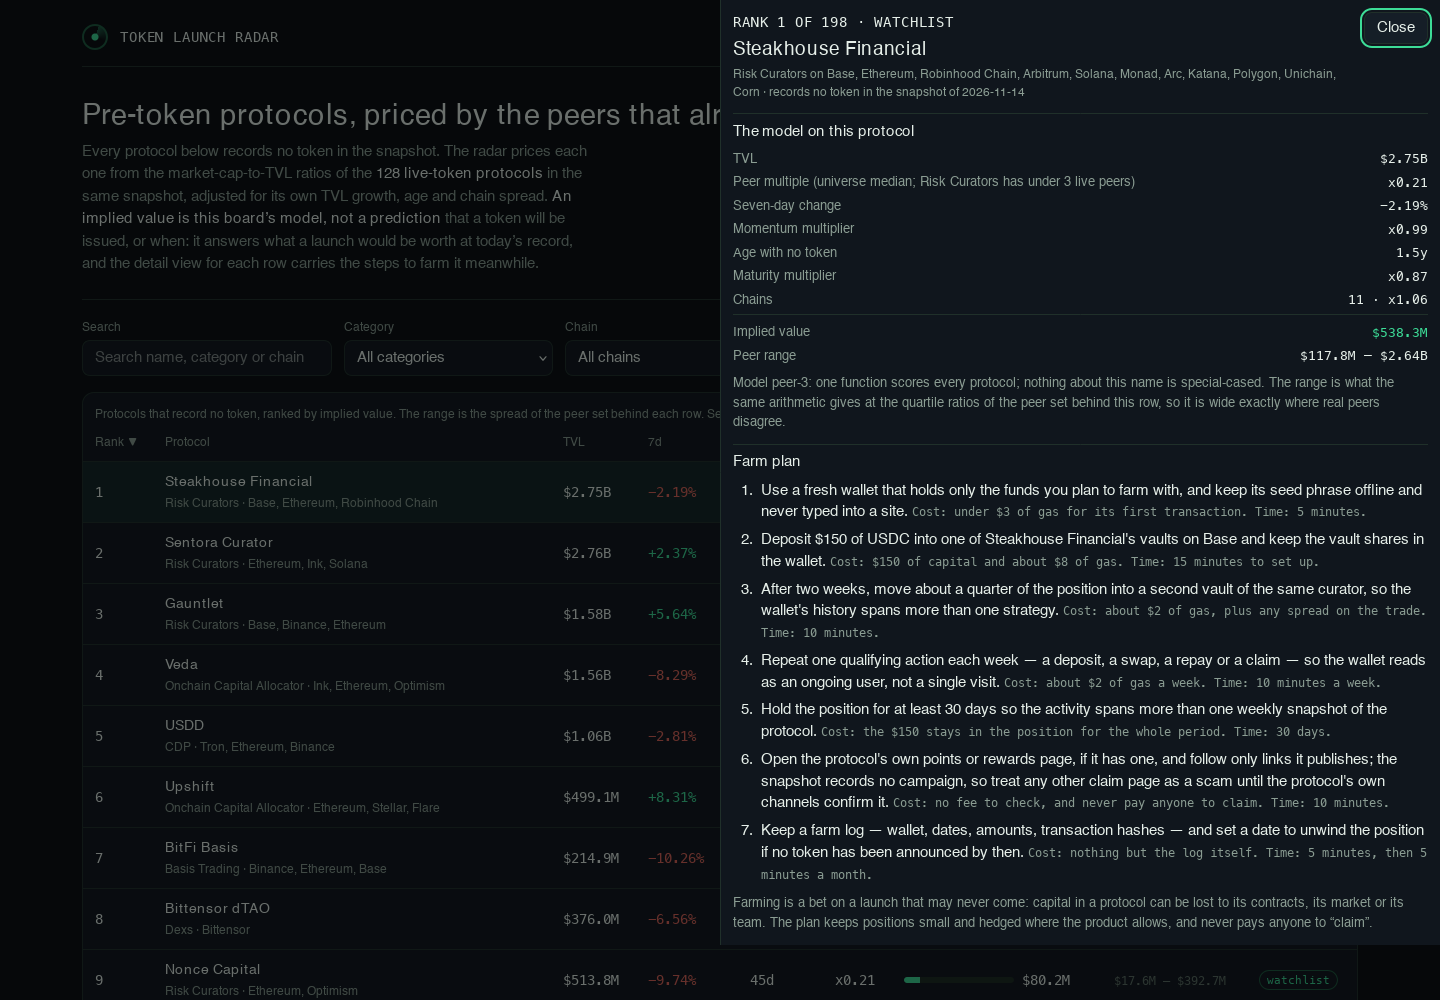 TOKEN LAUNCH RADAR
Pre-token protocols, priced by the peers that alr
Every protocol below records no token in the snapshot. The radar prices each
one from the market-cap-to-TVL ratios of the 128 live-token protocols in the
same snapshot, adjusted for its own TVL growth, age and chain spread. An
implied value is this board's model, not a prediction that a token will be
issued, or when: it answers what a launch would be worth at today's record,
and the detail view for each row carries the steps to farm it meanwhile.
Search
Category
Chain
Search name, category or chain
All categories
All chains
Protocols that record no token, ranked by implied value. The range is the spread of the peer set behind each row. Se
Rank ▼ Protocol TVL 7d
1 Steakhouse Financial $2.75B −2.19%
Risk Curators · Base, Ethereum, Robinhood Chain
2 Sentora Curator $2.76B +2.37%
Risk Curators · Ethereum, Ink, Solana
3 Gauntlet $1.58B +5.64%
Risk Curators · Base, Binance, Ethereum
4 Veda $1.56B −8.29%
Onchain Capital Allocator · Ink, Ethereum, Optimism
5 USDD $1.06B −2.81%
CDP · Tron, Ethereum, Binance
6 Upshift $499.1M +8.31%
Onchain Capital Allocator · Ethereum, Stellar, Flare
7 BitFi Basis $214.9M −10.26%
Basis Trading · Binance, Ethereum, Base
8 Bittensor dTAO $376.0M −6.56%
Dexs · Bittensor
9 Nonce Capital $513.8M −9.74% 45d x0.21 $80.2M $17.6M — $392.7M watchlist
Risk Curators · Ethereum, Optimism
RANK 1 OF 198 · WATCHLIST
Close
Steakhouse Financial
Risk Curators on Base, Ethereum, Robinhood Chain, Arbitrum, Solana, Monad, Arc, Katana, Polygon, Unichain,
Corn · records no token in the snapshot of 2026-11-14
The model on this protocol
TVL $2.75B
Peer multiple (universe median; Risk Curators has under 3 live peers) x0.21
Seven-day change −2.19%
Momentum multiplier x0.99
Age with no token 1.5y
Maturity multiplier x0.87
Chains 11 · x1.06
Implied value $538.3M
Peer range $117.8M — $2.64B
Model peer-3: one function scores every protocol; nothing about this name is special-cased. The range is what the
same arithmetic gives at the quartile ratios of the peer set behind this row, so it is wide exactly where real peers
disagree.
Farm plan
1. Use a fresh wallet that holds only the funds you plan to farm with, and keep its seed phrase offline and
never typed into a site. Cost: under $3 of gas for its first transaction. Time: 5 minutes.
2. Deposit $150 of USDC into one of Steakhouse Financial's vaults on Base and keep the vault shares in
the wallet. Cost: $150 of capital and about $8 of gas. Time: 15 minutes to set up.
3. After two weeks, move about a quarter of the position into a second vault of the same curator, so the
wallet's history spans more than one strategy. Cost: about $2 of gas, plus any spread on the trade.
Time: 10 minutes.
4. Repeat one qualifying action each week — a deposit, a swap, a repay or a claim — so the wallet reads
as an ongoing user, not a single visit. Cost: about $2 of gas a week. Time: 10 minutes a week.
5. Hold the position for at least 30 days so the activity spans more than one weekly snapshot of the
protocol. Cost: the $150 stays in the position for the whole period. Time: 30 days.
6. Open the protocol's own points or rewards page, if it has one, and follow only links it publishes; the
snapshot records no campaign, so treat any other claim page as a scam until the protocol's own
channels confirm it. Cost: no fee to check, and never pay anyone to claim. Time: 10 minutes.
7. Keep a farm log — wallet, dates, amounts, transaction hashes — and set a date to unwind the position
if no token has been announced by then. Cost: nothing but the log itself. Time: 5 minutes, then 5
minutes a month.
Farming is a bet on a launch that may never come: capital in a protocol can be lost to its contracts, its market or its
team. The plan keeps positions small and hedged where the product allows, and never pays anyone to “claim”.